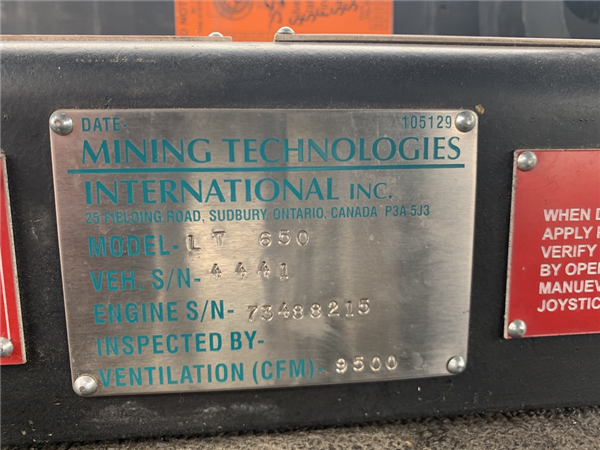 DATE- 105129
MINING TECHNOLOGIES
INTERNATIONAL INC.
25 FIELDING ROAD, SUDBURY ONTARIO. CANADA P3A 5J3
MODEL- LT 650
VEH. S/N- 4441
ENGINE S/N- 73488215
INSPECTED BY-
VENTILATION (CFM)- 9500
WHEN D
APPLY
VERIFY
BY OPE
MANUEV
JOYSTIC